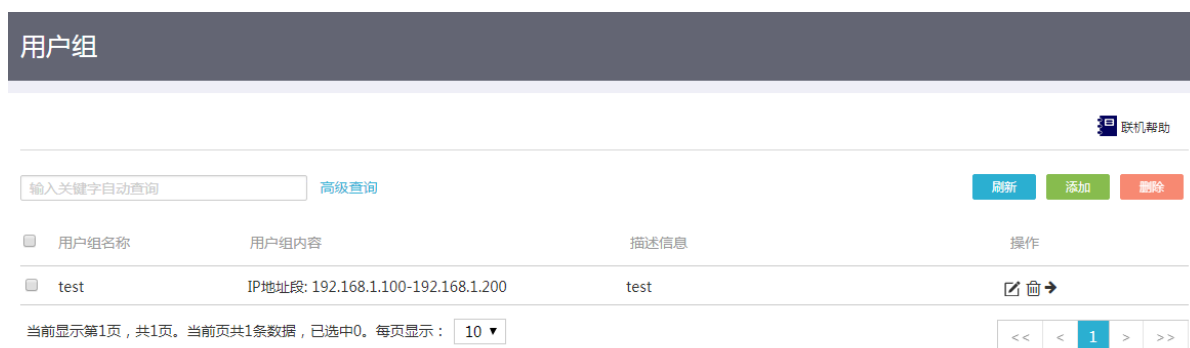 用户组
联机帮助
输入关键字自动查询 高级查询 刷新 添加 删除
用户组名称 用户组内容 描述信息 操作
test IP地址段: 192.168.1.100-192.168.1.200 test
当前显示第1页，共1页。当前页共1条数据，已选中0。每页显示： 10 << < 1 > >>